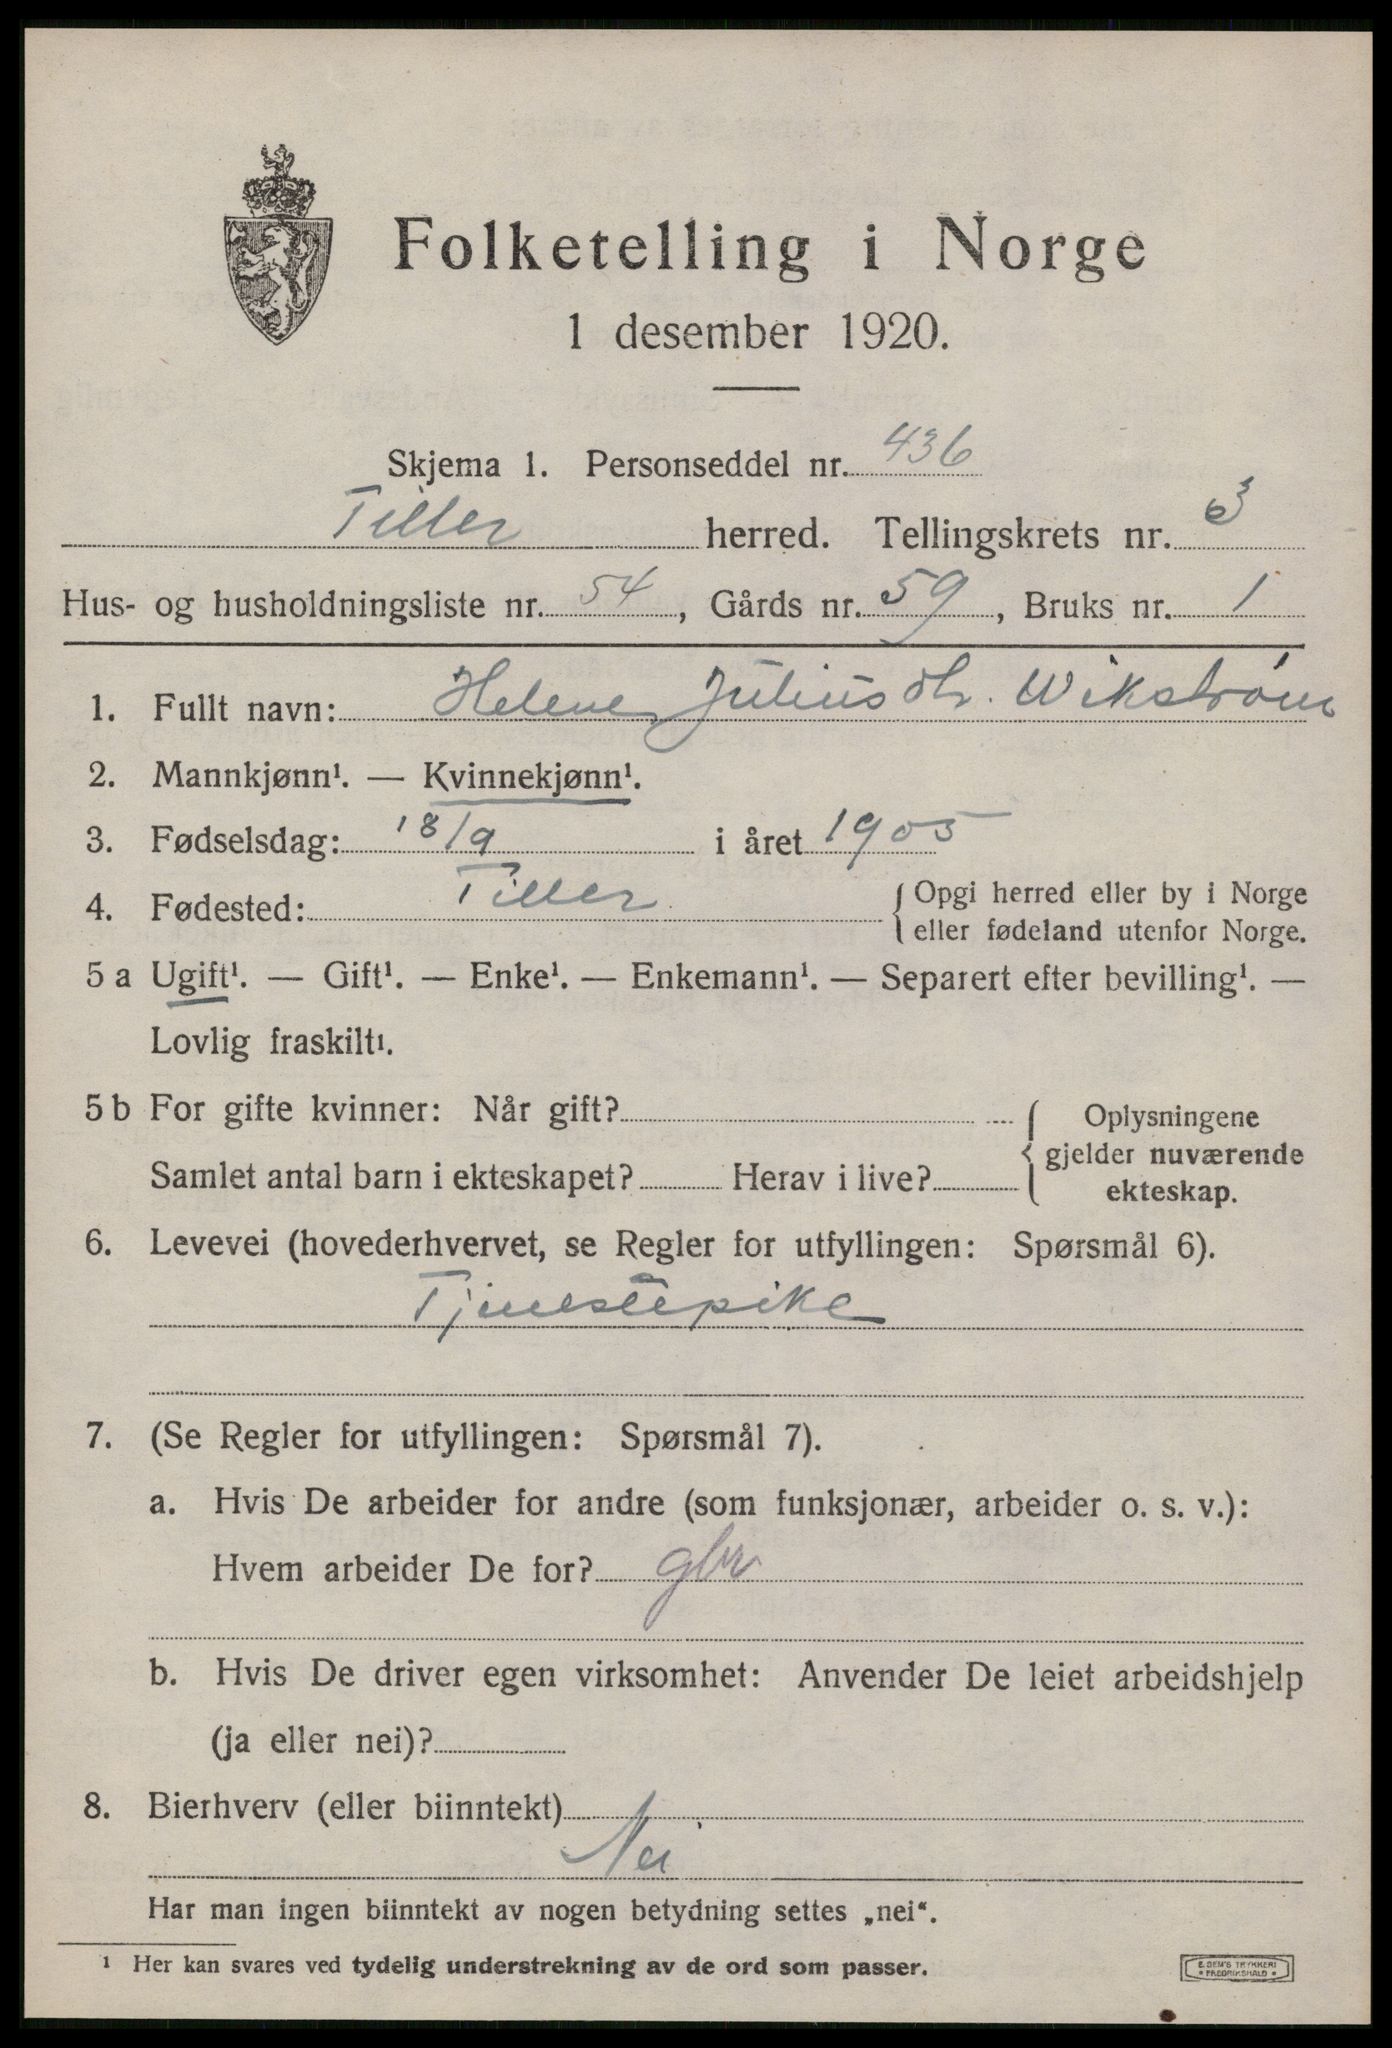 Folketelling i Norge
1 desember 1920.
Skjema 1. Personseddel nr. 436
Tiller herred. Tellingskrets nr. 3
Hus- og husholdningsliste nr. 54, Gårds nr. 59, Bruks nr. 1
1. Fullt navn: Helene Juliusdtr. Wikstrøm
2. Mannkjønn¹. — Kvinnekjønn¹.
3. Fødselsdag: 18/9 i året 1905
4. Fødested: Tiller { Opgi herred eller by i Norge
eller fødeland utenfor Norge.
5 a Ugift¹. — Gift¹. — Enke¹. — Enkemann¹. — Separert efter bevilling¹. —
Lovlig fraskilt¹.
5 b For gifte kvinner: Når gift? { Oplysningene
gjelder nuværende
Samlet antal barn i ekteskapet? Herav i live? ekteskap.
6. Levevei (hovederhvervet, se Regler for utfyllingen: Spørsmål 6).
Tjenestepike
7. (Se Regler for utfyllingen: Spørsmål 7).
a. Hvis De arbeider for andre (som funksjonær, arbeider o. s. v.):
Hvem arbeider De for? gbr
b. Hvis De driver egen virksomhet: Anvender De leiet arbeidshjelp
(ja eller nei)?
8. Bierhverv (eller biinntekt)
Nei
Har man ingen biinntekt av nogen betydning settes „nei“.
¹ Her kan svares ved tydelig understrekning av de ord som passer.
E. SEM'S TRYKKERI
• FREDRIKSHALD •